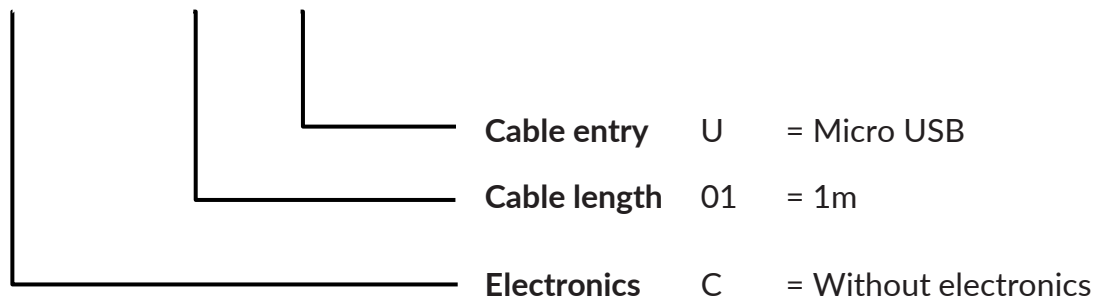 Cable entry U = Micro USB
Cable length 01 = 1m
Electronics C = Without electronics